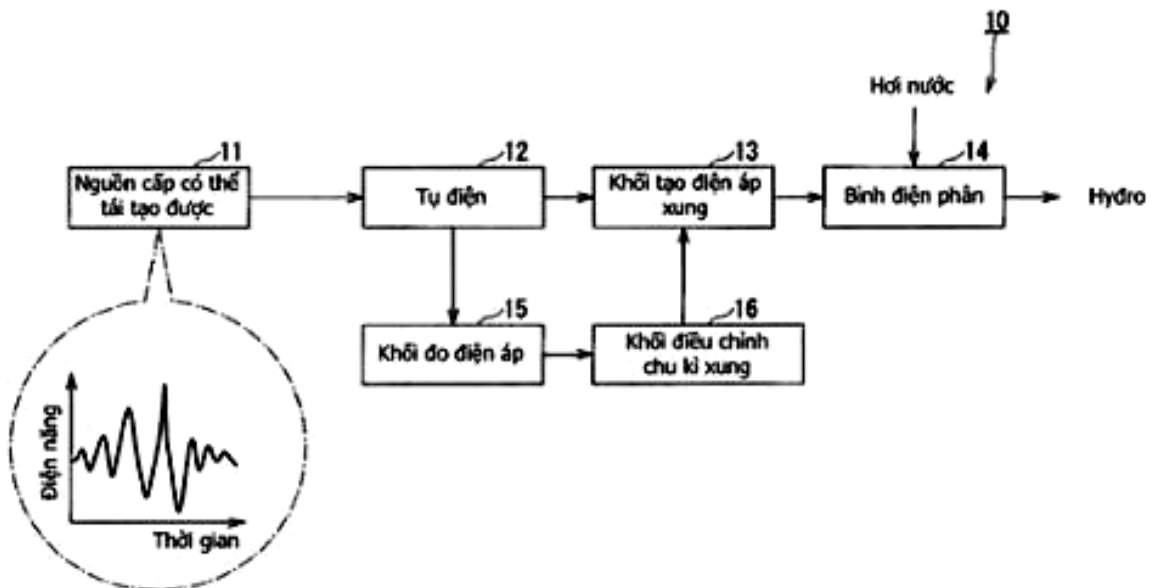 10
Hơi nước
11
12
13
14
Nguồn cấp có thể
tải tạo được
Tụ điện
Khối tạo điện áp
xung
Bình điện phân
Hydro
15
16
Khối đo điện áp
Khối điều chỉnh
chu kì xung
Điện năng
Thời gian